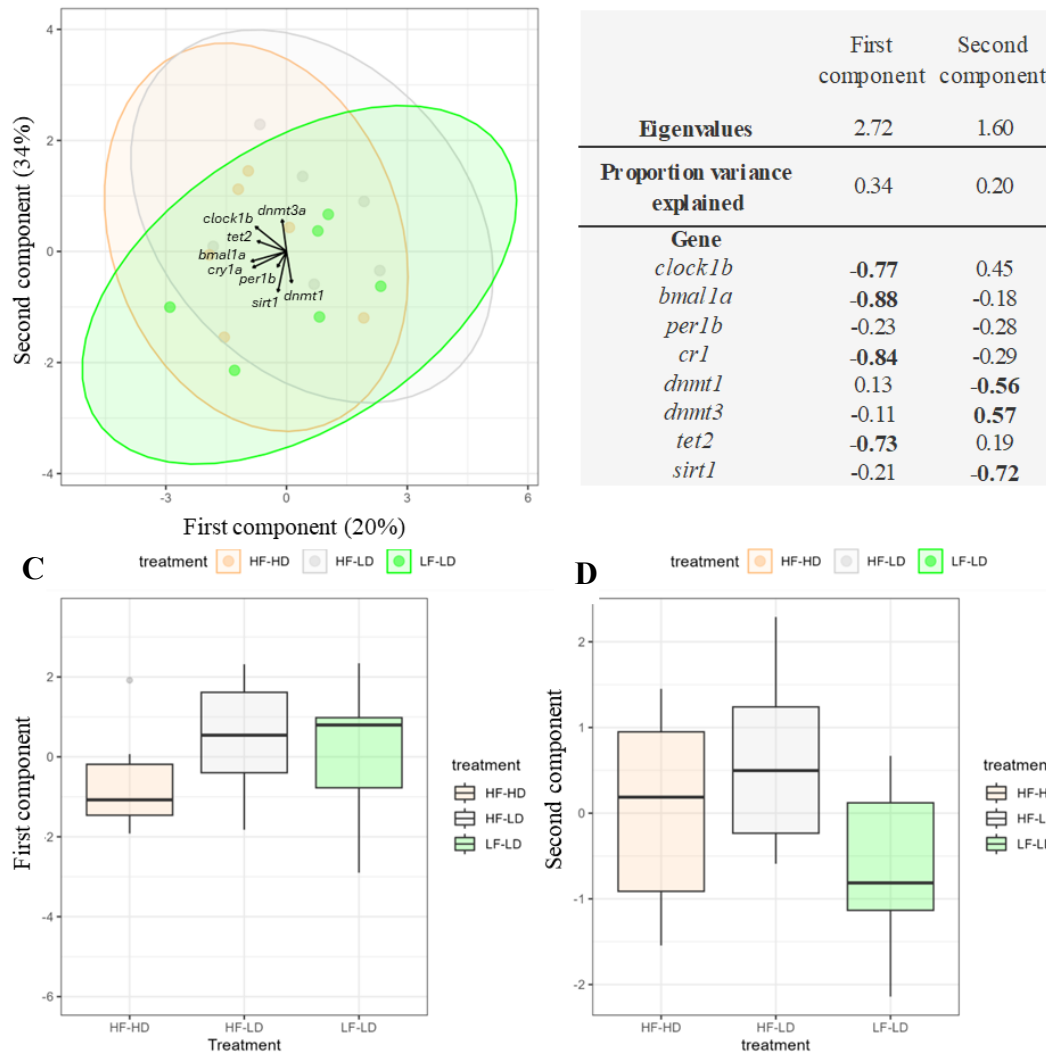 4
2
0
-2
-4
Second component (34%)
dnmt3a
clock1b
tet2
bmal1a
cry1a
per1b
sirt1
dnmt1
-3
0
3
6
First component (20%)
treatment HF-HD HF-LD LF-LD
First component Second component
Eigenvalues 2.72 1.60
Proportion variance explained 0.34 0.20
Gene
clock1b -0.77 0.45
bmal1a -0.88 -0.18
per1b -0.23 -0.28
cr1 -0.84 -0.29
dnmt1 0.13 -0.56
dnmt3 -0.11 0.57
tet2 -0.73 0.19
sirt1 -0.21 -0.72
treatment HF-HD HF-LD LF-LD
C
First component
2
0
-2
-4
-6
HF-HD HF-LD LF-LD
Treatment
treatment
HF-HD
HF-LD
LF-LD
D
Second component
2
1
0
-1
-2
HF-HD HF-LD LF-LD
treatment
treatment
HF-H
HF-L
LF-L